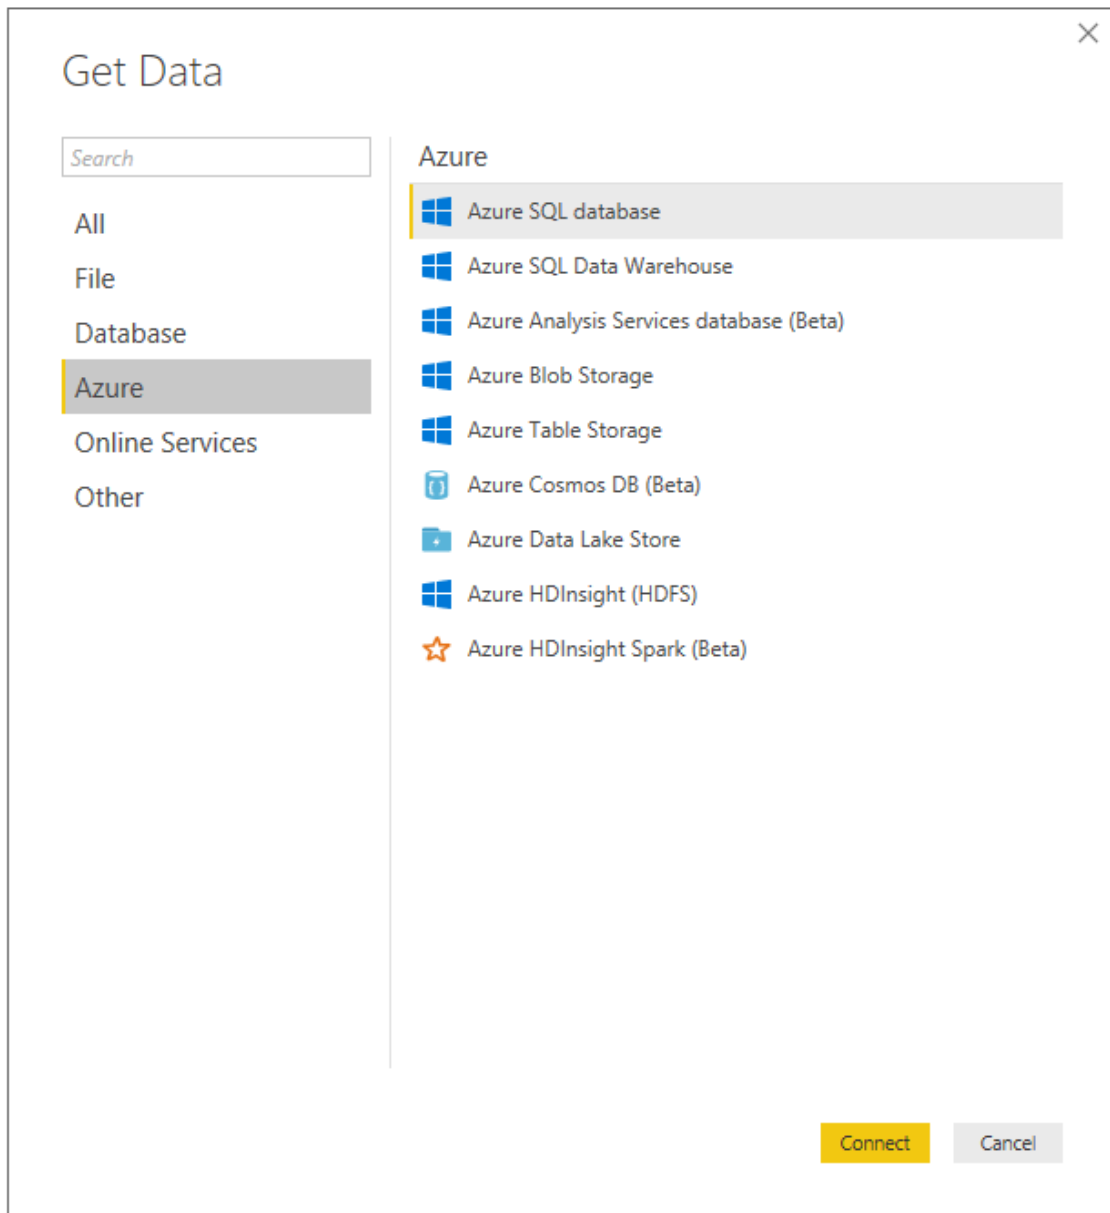 Get Data
Search
All
File
Database
Azure
Online Services
Other
Azure
Azure SQL database
Azure SQL Data Warehouse
Azure Analysis Services database (Beta)
Azure Blob Storage
Azure Table Storage
Azure Cosmos DB (Beta)
Azure Data Lake Store
Azure HDInsight (HDFS)
Azure HDInsight Spark (Beta)
Connect
Cancel